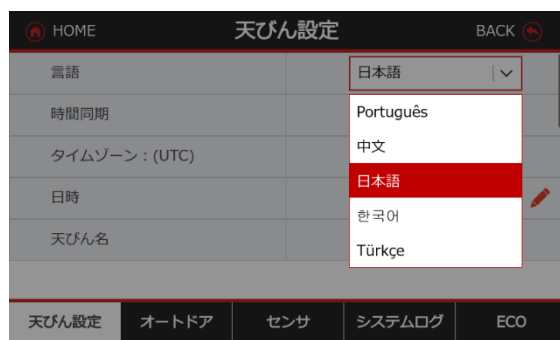 HOME
天びん設定
BACK
言語
日本語
時間同期
Português
タイムゾーン：(UTC)
中文
日本語
日時
한국어
天びん名
Türkçe
天びん設定
オートドア
センサ
システムログ
ECO